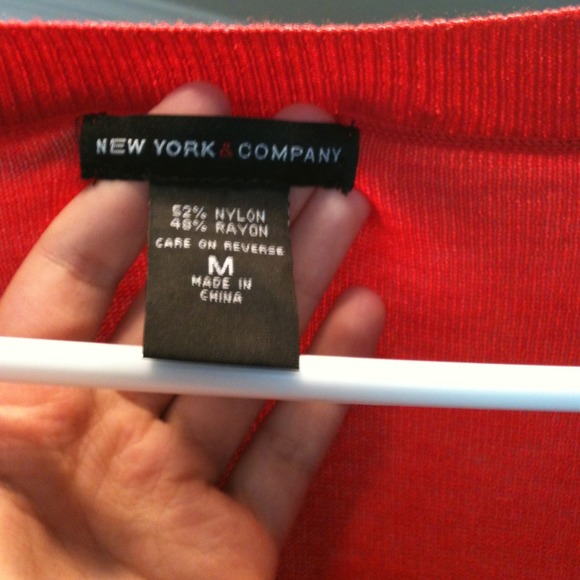 NEW YORK & COMPANY
52% NYLON
48% RAYON
CARE ON REVERSE
M
MADE IN
CHINA